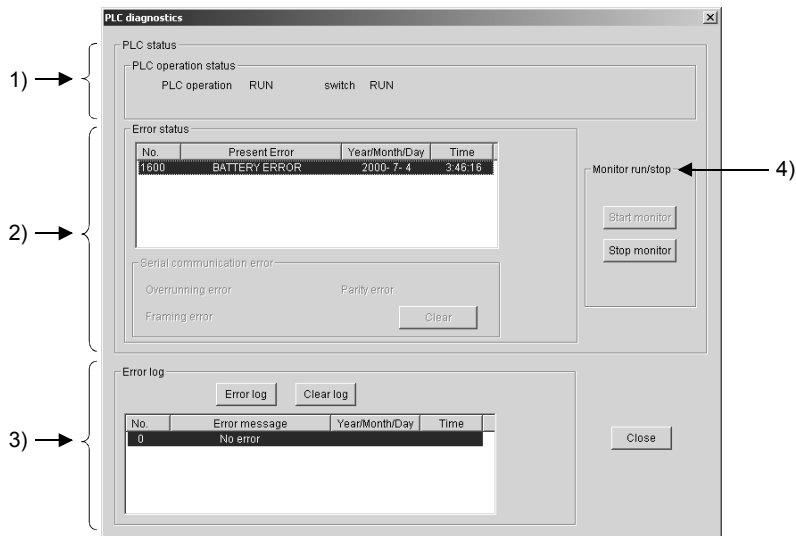 PLC diagnostics
PLC status
1)
PLC operation status
PLC operation RUN switch RUN
2)
Error status
No. Present Error Year/Month/Day Time
1600 BATTERY ERROR 2000- 7- 4 3:46:16
Serial communication error
Overrunning error Parity error
Framing error Clear
Monitor run/stop
4)
Start monitor
Stop monitor
3)
Error log
Error log Clear log
No. Error message Year/Month/Day Time
0 No error
Close